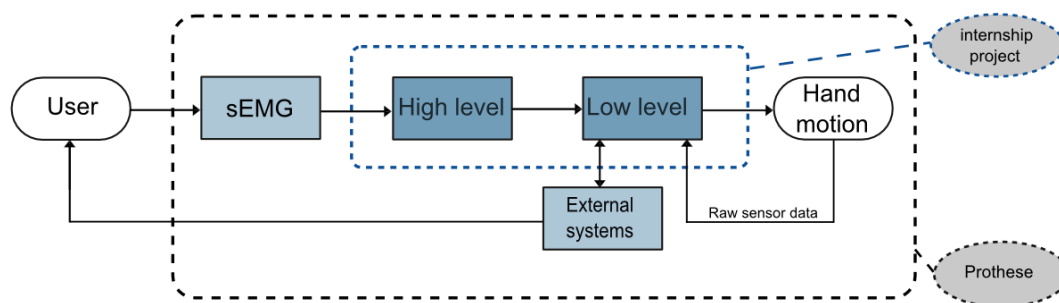 internship
project
User
sEMG
High level
Low level
Hand
motion
External
systems
Raw sensor data
Prothese